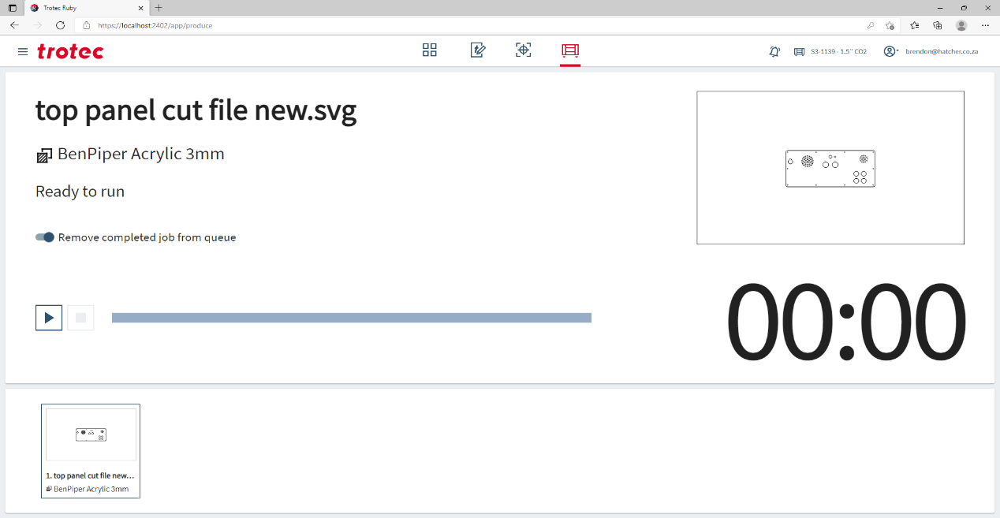 Trotec Ruby
https://localhost:2402/app/produce
trotec
S3-1139 - 1.5" CO2
brendon@hatcher.co.za
top panel cut file new.svg
BenPiper Acrylic 3mm
Ready to run
Remove completed job from queue
00:00
1. top panel cut file new...
BenPiper Acrylic 3mm